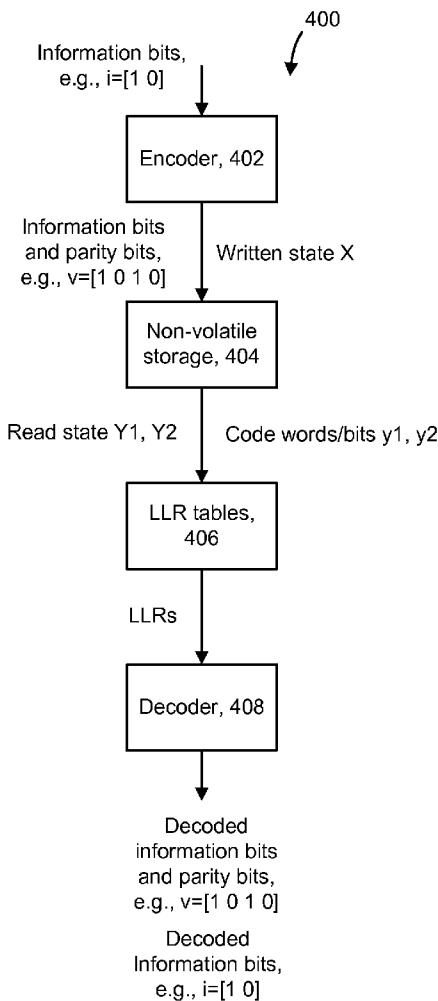 400
Information bits,
e.g., i=[1 0]
Encoder, 402
Information bits
and parity bits,
e.g., v=[1 0 1 0]
Written state X
Non-volatile
storage, 404
Read state Y1, Y2
Code words/bits y1, y2
LLR tables,
406
LLRs
Decoder, 408
Decoded
information bits
and parity bits,
e.g., v=[1 0 1 0]
Decoded
Information bits,
e.g., i=[1 0]